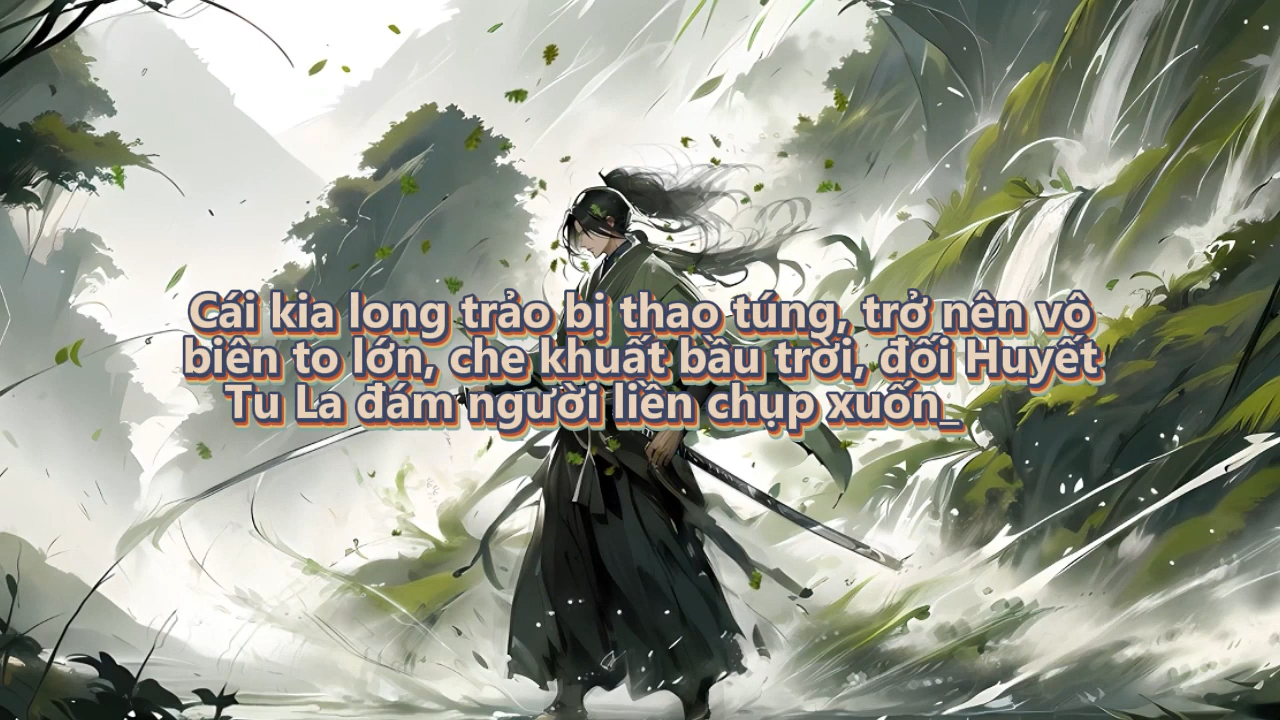 Cái kia long trảo bị thao túng, trở nên vô
biên to lớn, che khuất bầu trời, đối Huyết
Tu La đám người liền chụp xuốn_